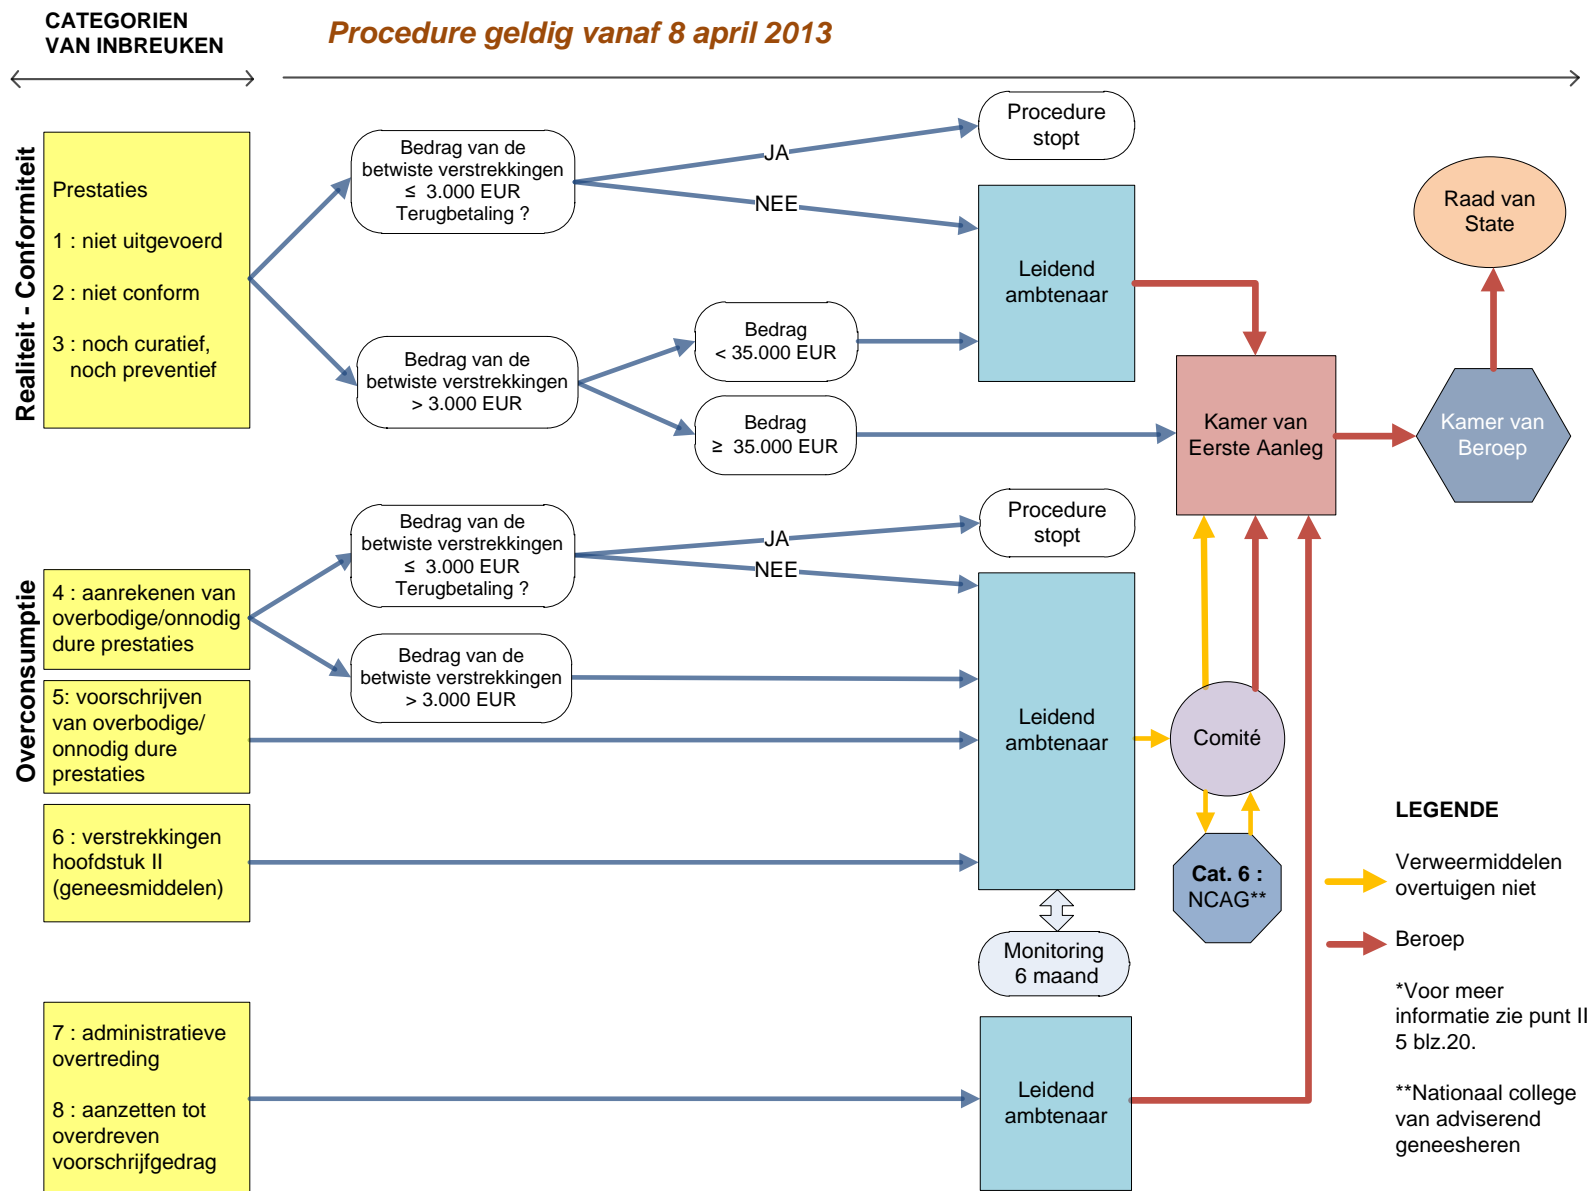 CATEGORIEN
VAN INBREUKEN
Procedure geldig vanaf 8 april 2013
Realiteit - Conformiteit
Prestaties
1 : niet uitgevoerd
2 : niet conform
3 : noch curatief,
noch preventief
Bedrag van de
betwiste verstrekkingen
≤ 3.000 EUR
Terugbetaling ?
JA
NEE
Procedure
stopt
Leidend
ambtenaar
Bedrag van de
betwiste verstrekkingen
> 3.000 EUR
Bedrag
< 35.000 EUR
Bedrag
≥ 35.000 EUR
Kamer van
Eerste Aanleg
Raad van
State
Kamer van
Beroep
Overconsumptie
4 : aanrekenen van
overbodige/onnodig
dure prestaties
Bedrag van de
betwiste verstrekkingen
≤ 3.000 EUR
Terugbetaling ?
JA
NEE
Procedure
stopt
Bedrag van de
betwiste verstrekkingen
> 3.000 EUR
5: voorschrijven
van overbodige/
onnodig dure
prestaties
6 : verstrekkingen
hoofdstuk II
(geneesmiddelen)
Leidend
ambtenaar
Comité
Cat. 6 :
NCAG**
Monitoring
6 maand
7 : administratieve
overtreding
8 : aanzetten tot
overdreven
voorschrijfgedrag
Leidend
ambtenaar
LEGENDE
Verweermiddelen
overtuigen niet
Beroep
*Voor meer
informatie zie punt II
5 blz.20.
**Nationaal college
van adviserend
geneesheren